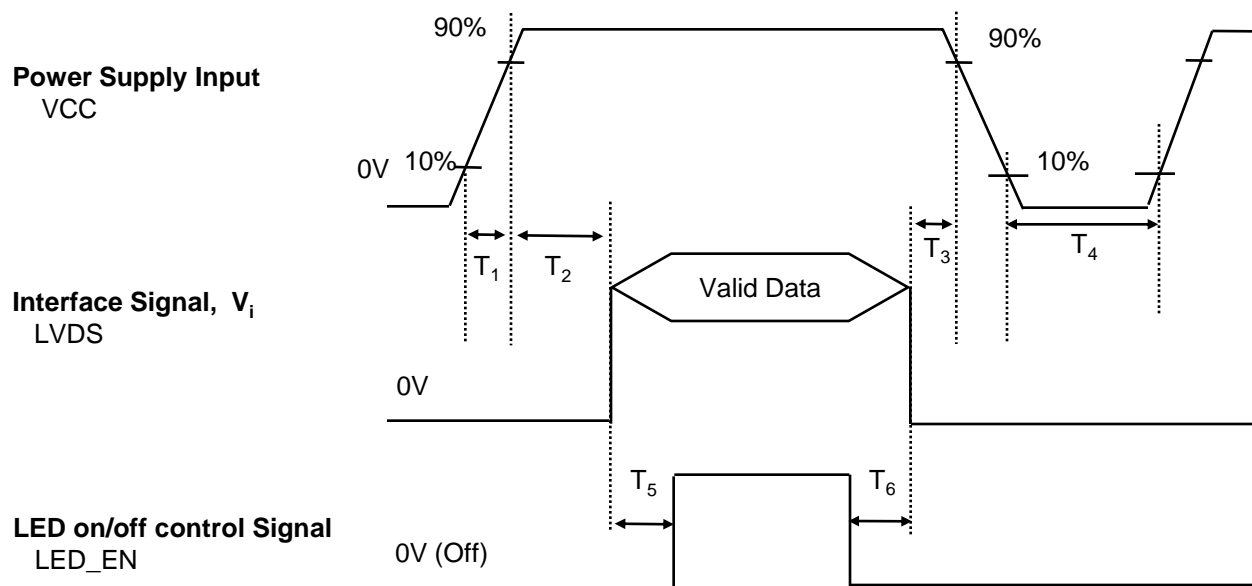 90%
90%
Power Supply Input
VCC
0V
10%
10%
T1
T2
T3
T4
Interface Signal, Vi
LVDS
Valid Data
0V
T5
T6
LED on/off control Signal
LED_EN
0V (Off)